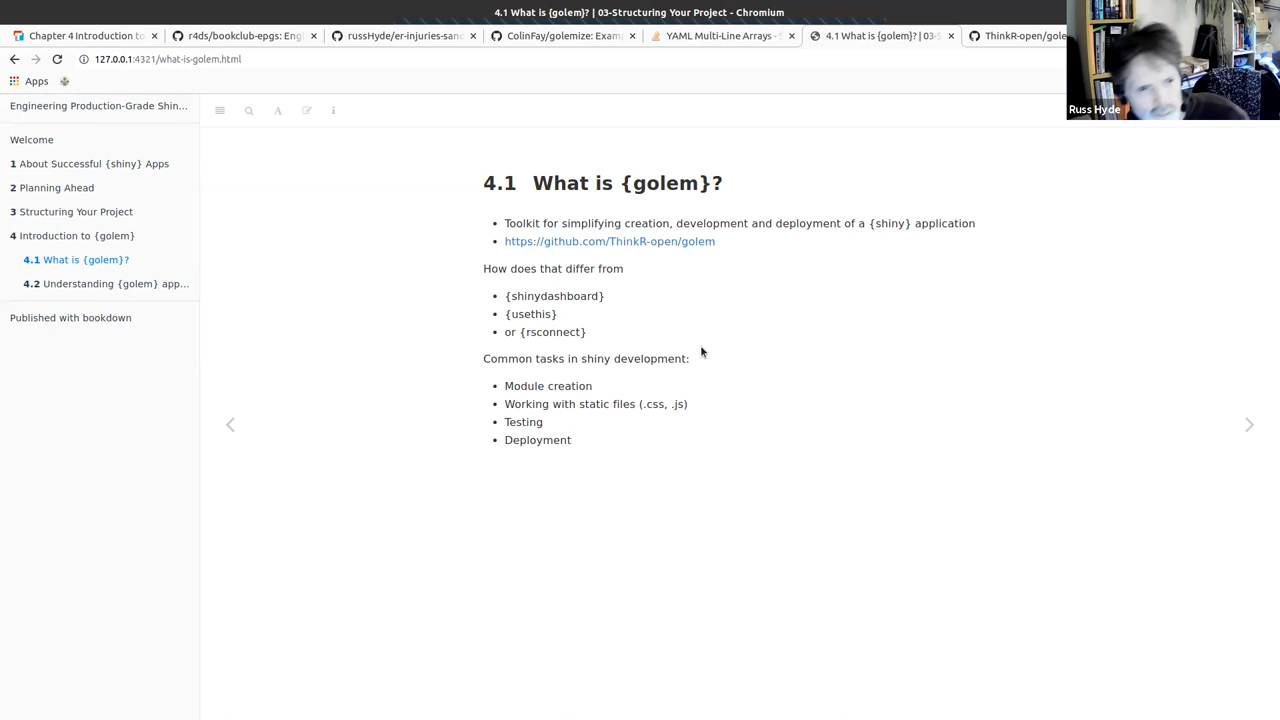 4.1 What is {golem}? | 03-Structuring Your Project - Chromium
Chapter 4 Introduction to
r4ds/bookclub-epgs: Eng
russHyde/er-injuries-san
ColinFay/golemize: Exam
YAML Multi-Line Arrays - S
4.1 What is {golem}? | 03-S
ThinkR-open/gole
127.0.0.1:4321/what-is-golem.html
Apps
Russ Hyde
Engineering Production-Grade Shin...
Welcome
1 About Successful {shiny} Apps
2 Planning Ahead
3 Structuring Your Project
4 Introduction to {golem}
4.1 What is {golem}?
4.2 Understanding {golem} app...
Published with bookdown
4.1 What is {golem}?
• Toolkit for simplifying creation, development and deployment of a {shiny} application
• https://github.com/ThinkR-open/golem
How does that differ from
• {shinydashboard}
• {usethis}
• or {rsconnect}
Common tasks in shiny development:
• Module creation
• Working with static files (.css, .js)
• Testing
• Deployment